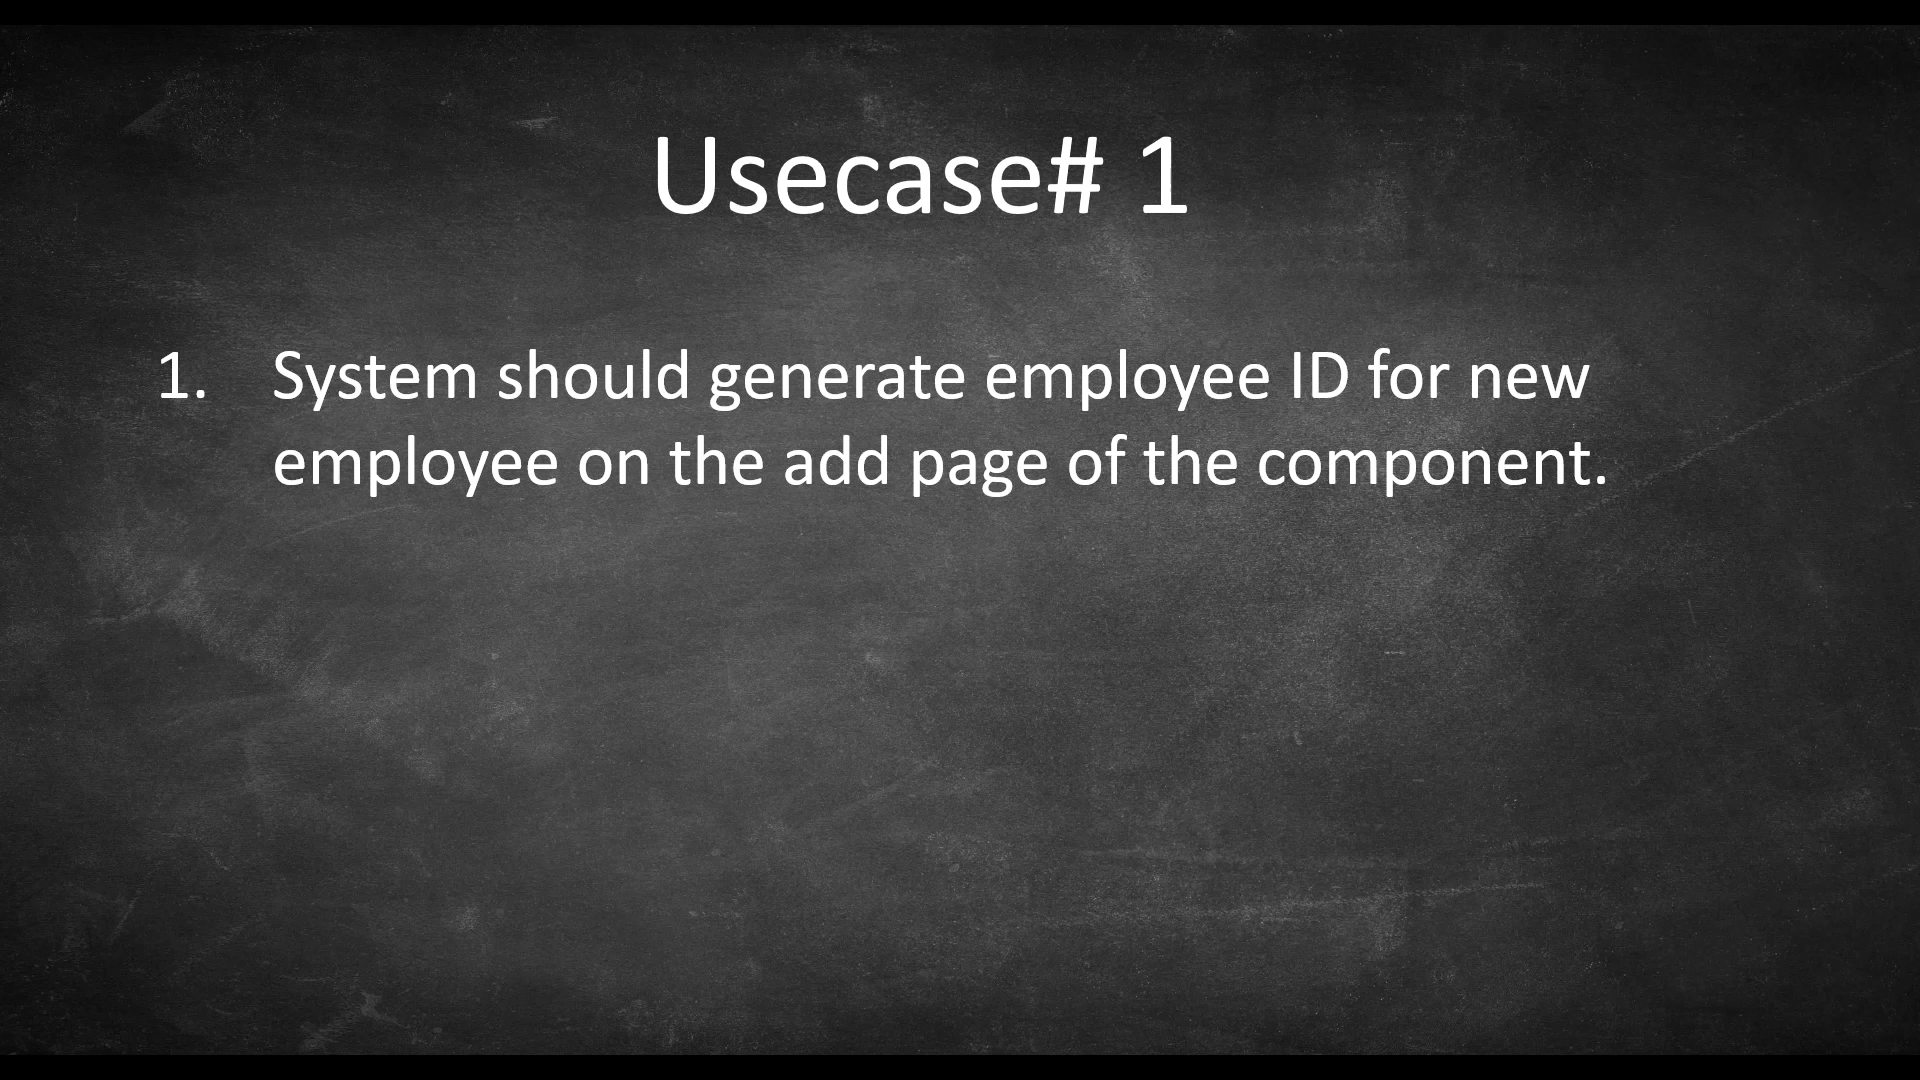 Usecase# 1
1. System should generate employee ID for new
employee on the add page of the component.